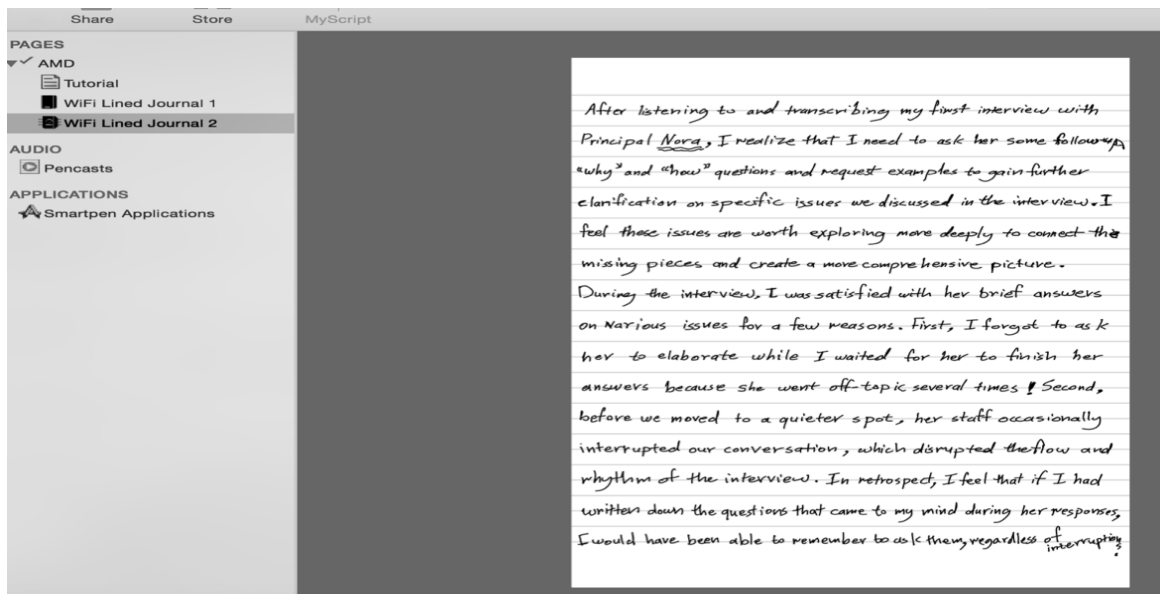 Share Store MyScript
PAGES
AMD
Tutorial
WiFi Lined Journal 1
WiFi Lined Journal 2
AUDIO
Pencasts
APPLICATIONS
Smartpen Applications
After listening to and transcribing my first interview with
Principal Nora, I realize that I need to ask her some followup
"why" and "how" questions and request examples to gain further
clarification on specific issues we discussed in the interview. I
feel these issues are worth exploring more deeply to connect the
missing pieces and create a more comprehensive picture.
During the interview, I was satisfied with her brief answers
on various issues for a few reasons. First, I forgot to ask
her to elaborate while I waited for her to finish her
answers because she went off-topic several times! Second,
before we moved to a quieter spot, her staff occasionally
interrupted our conversation, which disrupted the flow and
rhythm of the interview. In retrospect, I feel that if I had
written down the questions that came to my mind during her responses,
I would have been able to remember to ask them, regardless of interruptions.